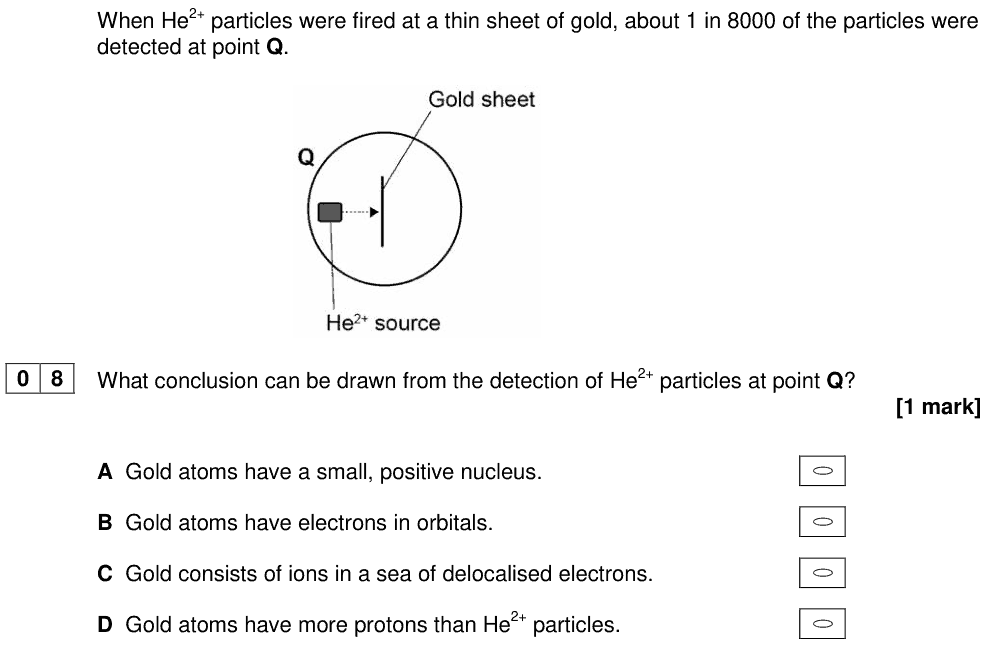 When He²⁺ particles were fired at a thin sheet of gold, about 1 in 8000 of the particles were
detected at point Q.
Gold sheet
Q
He²⁺ source
0 8 What conclusion can be drawn from the detection of He²⁺ particles at point Q?
[1 mark]
A Gold atoms have a small, positive nucleus.
B Gold atoms have electrons in orbitals.
C Gold consists of ions in a sea of delocalised electrons.
D Gold atoms have more protons than He²⁺ particles.